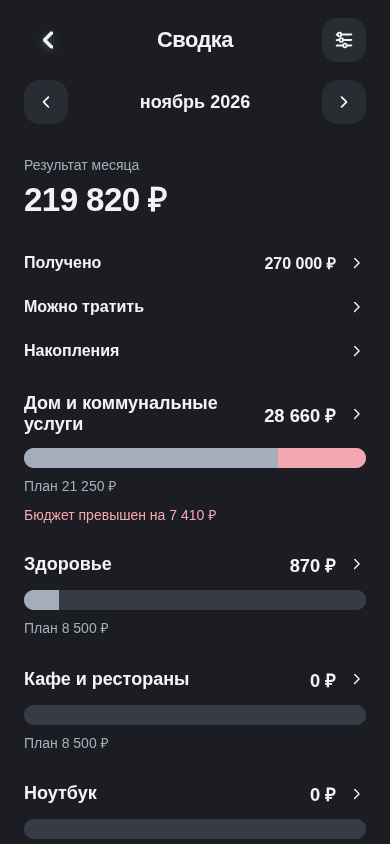 Сводка
ноябрь 2026
Результат месяца
219 820 ₽
Получено 270 000 ₽
Можно тратить
Накопления
Дом и коммунальные
услуги 28 660 ₽
План 21 250 ₽
Бюджет превышен на 7 410 ₽
Здоровье 870 ₽
План 8 500 ₽
Кафе и рестораны 0 ₽
План 8 500 ₽
Ноутбук 0 ₽